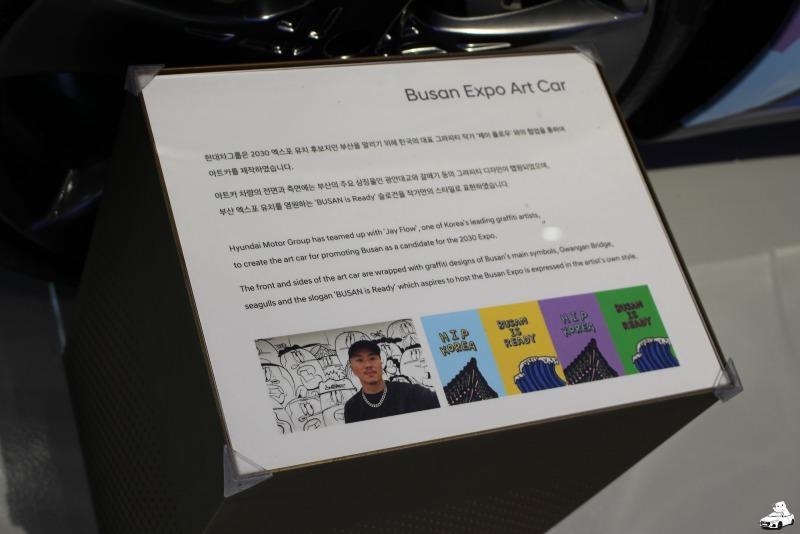 Busan Expo Art Car
현대차그룹은 2030 엑스포 유치 후보지인 부산을 알리기 위해 한국의 대표 그라피티 작가 '제이 플로우' 와의 협업을 통하여
아트카를 제작하였습니다.
아트카 차량의 전면과 측면에는 부산의 주요 상징물인 광안대교와 갈매기 등의 그라피티 디자인이 랩핑되었으며,
부산 엑스포 유치를 염원하는 'BUSAN is Ready' 슬로건을 작가만의 스타일로 표현하였습니다
Hyundai Motor Group has teamed up with 'Jay Flow', one of Korea's leading graffiti artists,
to create the art car for promoting Busan as a candidate for the 2030 Expo.
The front and sides of the art car are wrapped with graffiti designs of Busan's main symbols, Gwangan Bridge,
seagulls and the slogan 'BUSAN is Ready' which aspires to host the Busan Expo is expressed in the artist's own style.
HIP
KOREA
BUSAN
IS
READY
HIP
KOREA
BUSAN
IS
READY